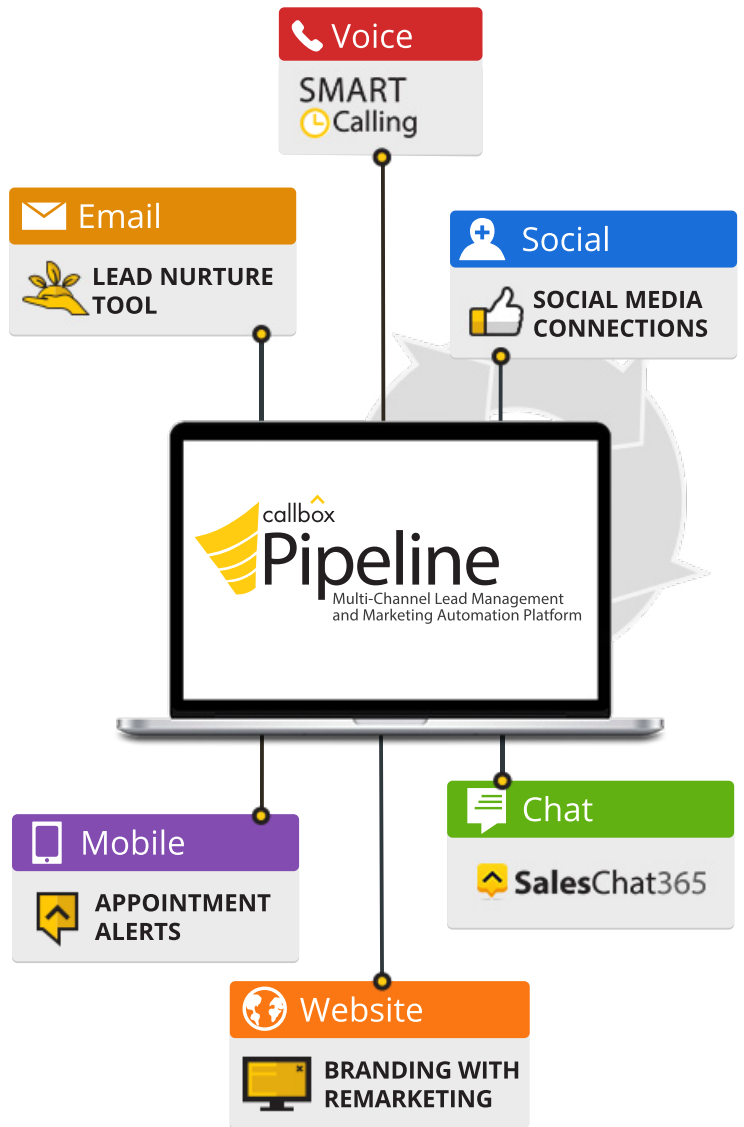 Voice
SMART
Calling
Email
LEAD NURTURE
TOOL
Social
SOCIAL MEDIA
CONNECTIONS
callbox
Pipeline
Multi-Channel Lead Management
and Marketing Automation Platform
Mobile
APPOINTMENT
ALERTS
Chat
SalesChat365
Website
BRANDING WITH
REMARKETING